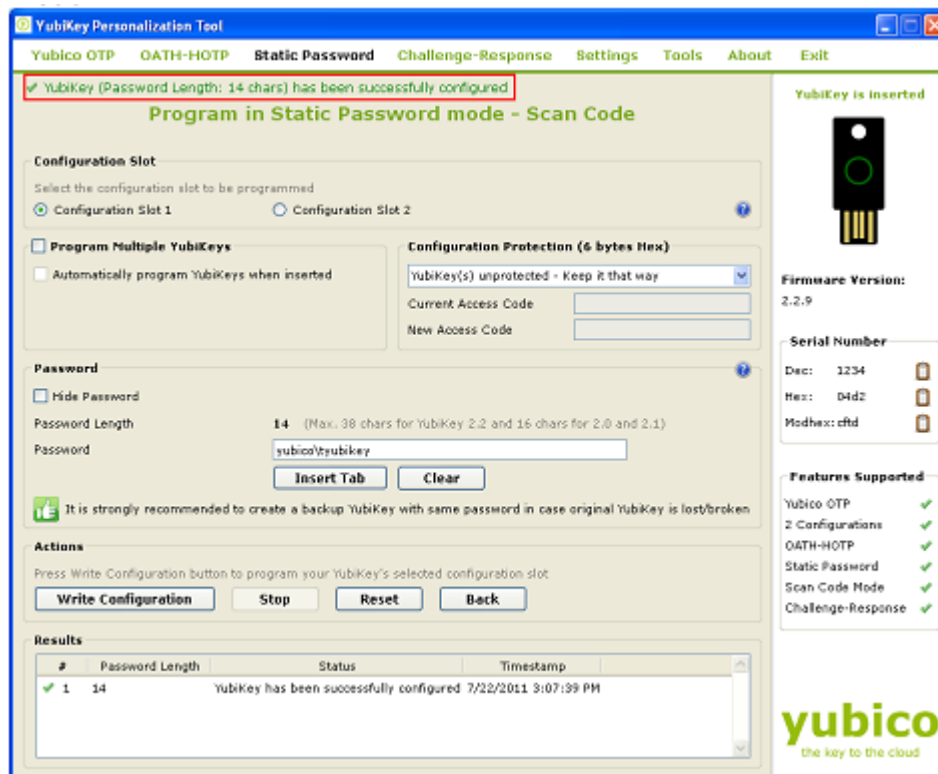 YubiKey Personalization Tool
Yubico OTP OATH-HOTP Static Password Challenge-Response Settings Tools About Exit
YubiKey (Password Length: 14 chars) has been successfully configured
Program in Static Password mode - Scan Code
Configuration Slot
Select the configuration slot to be programmed
Configuration Slot 1 Configuration Slot 2
Program Multiple YubiKeys
Automatically program YubiKeys when inserted
Configuration Protection (6 bytes Hex)
YubiKey(s) unprotected - Keep it that way
Current Access Code
New Access Code
Password
Hide Password
Password Length 14 (Max. 38 chars for YubiKey 2.2 and 16 chars for 2.0 and 2.1)
Password yubico\tyubikey
Insert Tab Clear
It is strongly recommended to create a backup YubiKey with same password in case original YubiKey is lost/broken
Actions
Press Write Configuration button to program your YubiKey's selected configuration slot
Write Configuration Stop Reset Back
Results
# Password Length Status Timestamp
1 14 YubiKey has been successfully configured 7/22/2011 3:07:39 PM
YubiKey is inserted
Firmware Version:
2.2.9
Serial Number
Dec: 1234
Hex: 04d2
Modhex: cftd
Features Supported
Yubico OTP
2 Configurations
OATH-HOTP
Static Password
Scan Code Mode
Challenge-Response
yubico
the key to the cloud